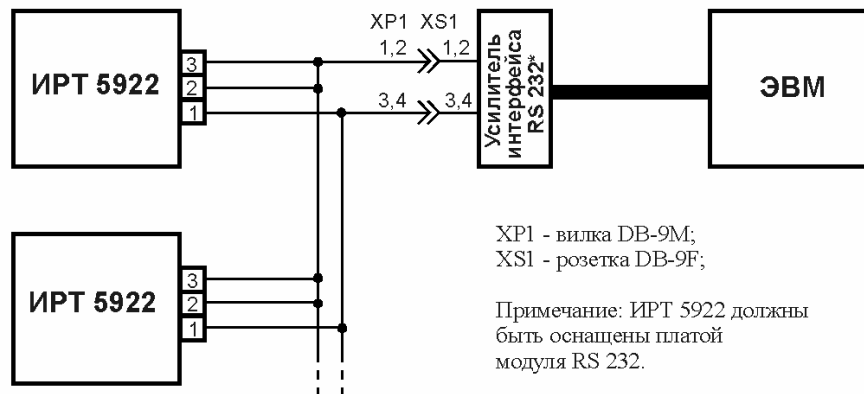 XP1 XS1
ИРТ 5922
3
2
1
1,2
1,2
3,4
3,4
Усилитель
интерфейса
RS 232*
ЭВМ
ИРТ 5922
3
2
1
XP1 - вилка DB-9M;
XS1 - розетка DB-9F;
Примечание: ИРТ 5922 должны
быть оснащены платой
модуля RS 232.